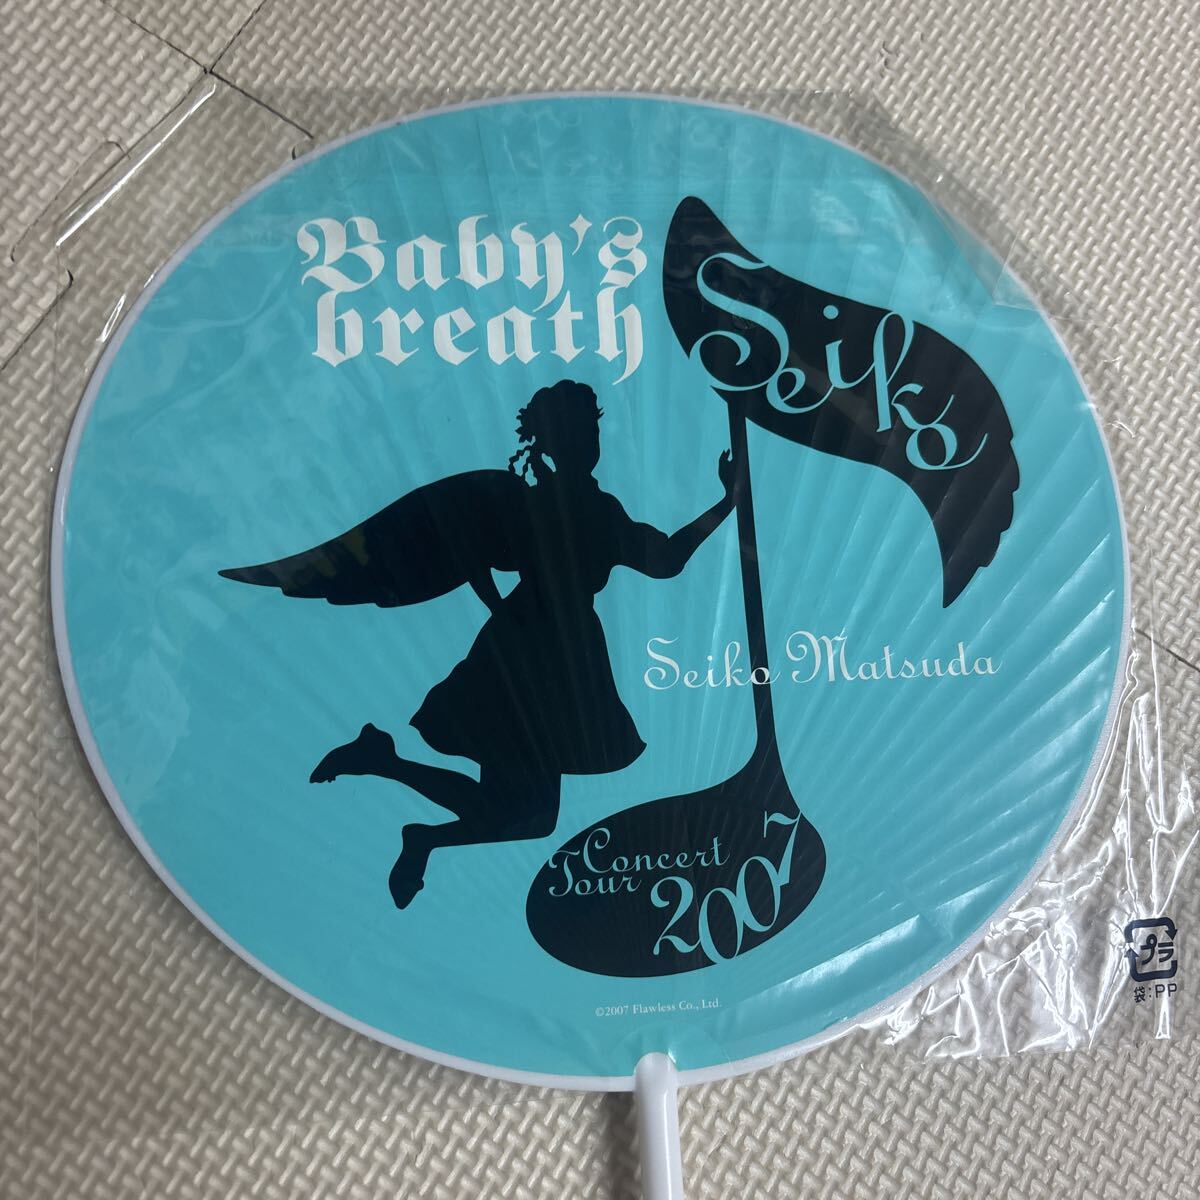 Baby's
breath
Seiko
Seiko Matsuda
Concert
Tour 2007
©2007 Flawless Co., Ltd.
プラ
袋:PP